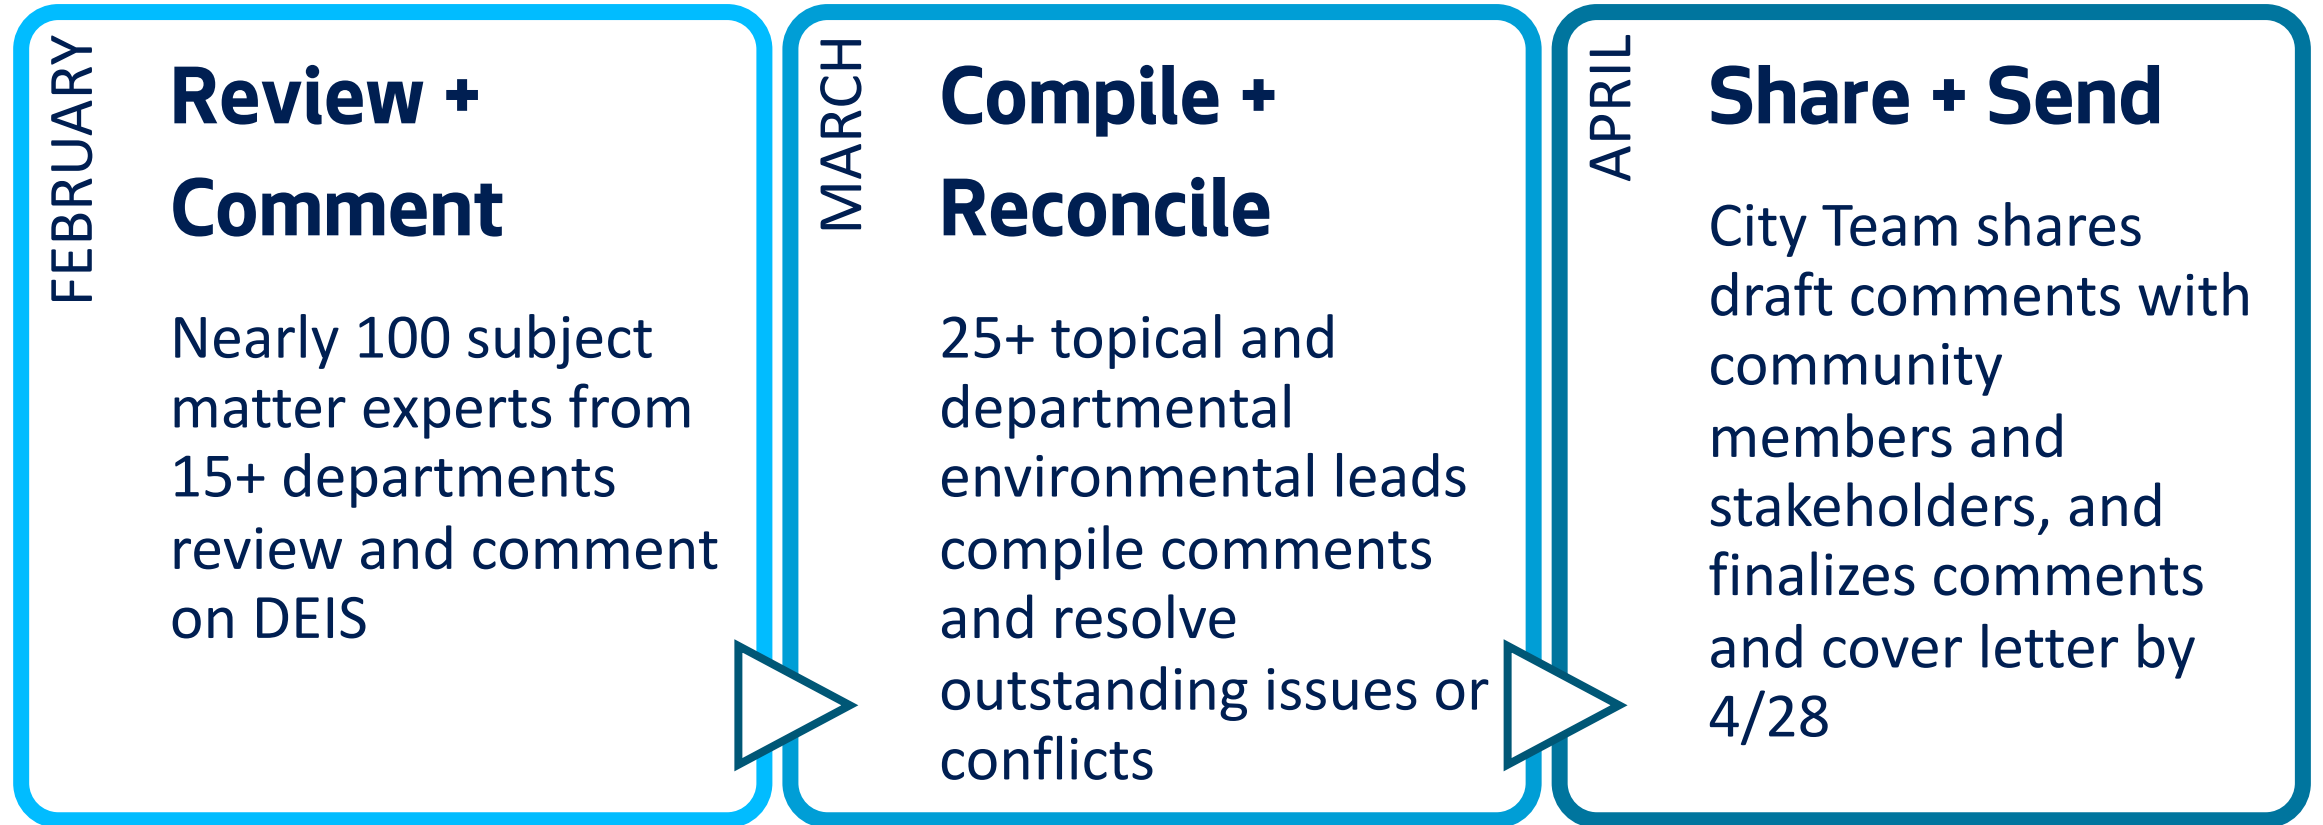 FEBRUARY
Review +
Comment
Nearly 100 subject
matter experts from
15+ departments
review and comment
on DEIS
MARCH
Compile +
Reconcile
25+ topical and
departmental
environmental leads
compile comments
and resolve
outstanding issues or
conflicts
APRIL
Share + Send
City Team shares
draft comments with
community
members and
stakeholders, and
finalizes comments
and cover letter by
4/28